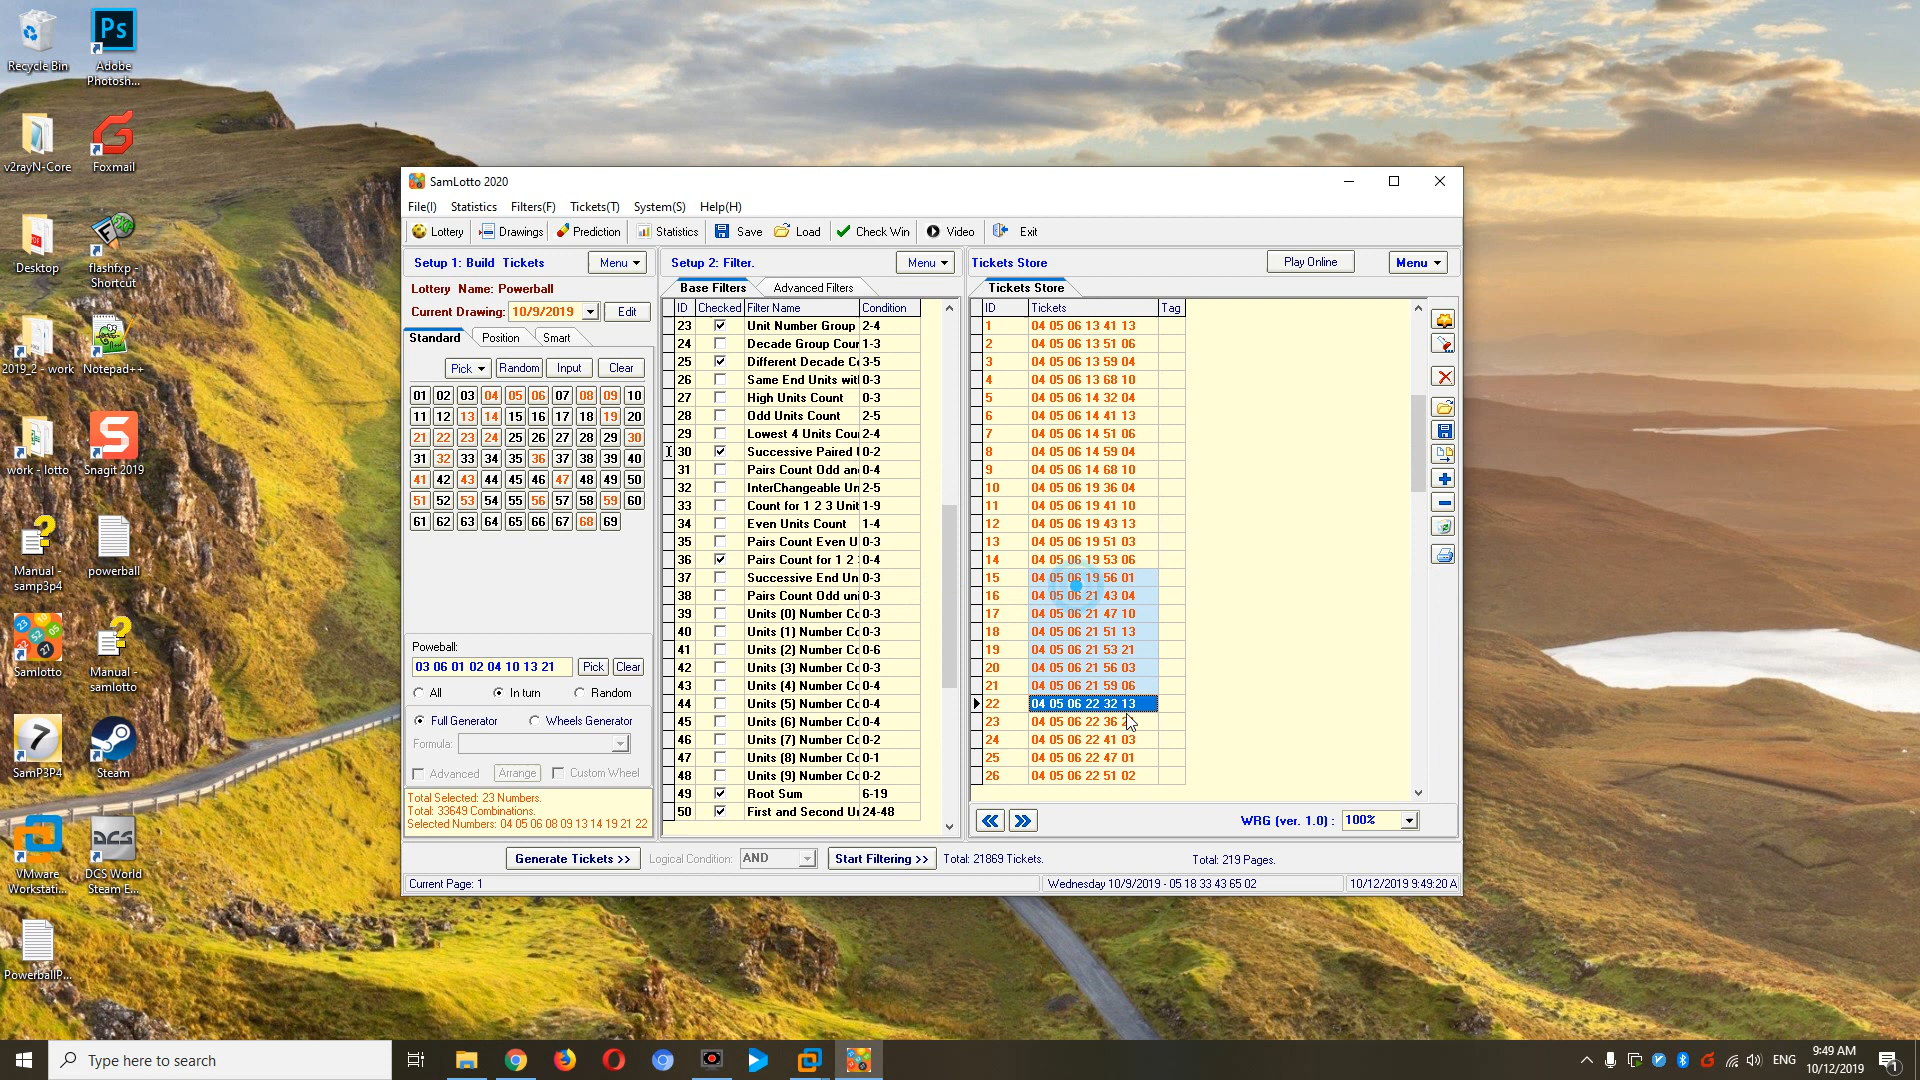 Recycle Bin
Adobe Photosh...
Ps
v2rayN-Core
Foxmail
Desktop
flashfxp - Shortcut
2019_2 - work
Notepad++
work - lotto
Snagit 2019
Manual - samp3p4
powerball
Samlotto
Manual - samlotto
SamP3P4
Steam
VMware Workstati...
DCS World Steam E...
PowerballP...
SamLotto 2020
File(I) Statistics Filters(F) Tickets(T) System(S) Help(H)
Lottery Drawings Prediction Statistics Save Load Check Win Video Exit
Setup 1: Build Tickets Menu
Lottery Name: Powerball
Current Drawing: 10/9/2019 Edit
Standard Position Smart
Pick Random Input Clear
01 02 03 04 05 06 07 08 09 10
11 12 13 14 15 16 17 18 19 20
21 22 23 24 25 26 27 28 29 30
31 32 33 34 35 36 37 38 39 40
41 42 43 44 45 46 47 48 49 50
51 52 53 54 55 56 57 58 59 60
61 62 63 64 65 66 67 68 69
Poweball:
03 06 01 02 04 10 13 21 Pick Clear
All In turn Random
Full Generator Wheels Generator
Formula:
Advanced Arrange Custom Wheel
Total Selected: 23 Numbers.
Total: 33649 Combinations.
Selected Numbers: 04 05 06 08 09 13 14 19 21 22
Setup 2: Filter. Menu
Base Filters Advanced Filters
ID Checked Filter Name Condition
23 Unit Number Group 2-4
24 Decade Group Cour 1-3
25 Different Decade Cc 3-5
26 Same End Units wit 0-3
27 High Units Count 0-3
28 Odd Units Count 2-5
29 Lowest 4 Units Cou 2-4
30 Successive Paired 0-2
31 Pairs Count Odd an 0-4
32 InterChangeable Un 2-5
33 Count for 1 2 3 Unit 1-9
34 Even Units Count 1-4
35 Pairs Count Even U 0-3
36 Pairs Count for 1 2 0-4
37 Successive End Un 0-3
38 Pairs Count Odd uni 0-3
39 Units (0) Number Cc 0-3
40 Units (1) Number Cc 0-3
41 Units (2) Number Cc 0-6
42 Units (3) Number Cc 0-3
43 Units (4) Number Cc 0-4
44 Units (5) Number Cc 0-4
45 Units (6) Number Cc 0-4
46 Units (7) Number Cc 0-2
47 Units (8) Number Cc 0-1
48 Units (9) Number Cc 0-2
49 Root Sum 6-19
50 First and Second U 24-48
Tickets Store Play Online Menu
Tickets Store
ID Tickets Tag
1 04 05 06 13 41 13
2 04 05 06 13 51 06
3 04 05 06 13 59 04
4 04 05 06 13 68 10
5 04 05 06 14 32 04
6 04 05 06 14 41 13
7 04 05 06 14 51 06
8 04 05 06 14 59 04
9 04 05 06 14 68 10
10 04 05 06 19 36 04
11 04 05 06 19 41 10
12 04 05 06 19 43 13
13 04 05 06 19 51 03
14 04 05 06 19 53 06
15 04 05 06 19 56 01
16 04 05 06 21 43 04
17 04 05 06 21 47 10
18 04 05 06 21 51 13
19 04 05 06 21 53 21
20 04 05 06 21 56 03
21 04 05 06 21 59 06
22 04 05 06 22 32 13
23 04 05 06 22 36
24 04 05 06 22 41 03
25 04 05 06 22 47 01
26 04 05 06 22 51 02
WRG (ver. 1.0) : 100%
Generate Tickets >> Logical Condition: AND Start Filtering >> Total: 21869 Tickets. Total: 219 Pages.
Current Page: 1 Wednesday 10/9/2019 - 05 18 33 43 65 02 10/12/2019 9:49:20 A
Type here to search
ENG
9:49 AM
10/12/2019
1